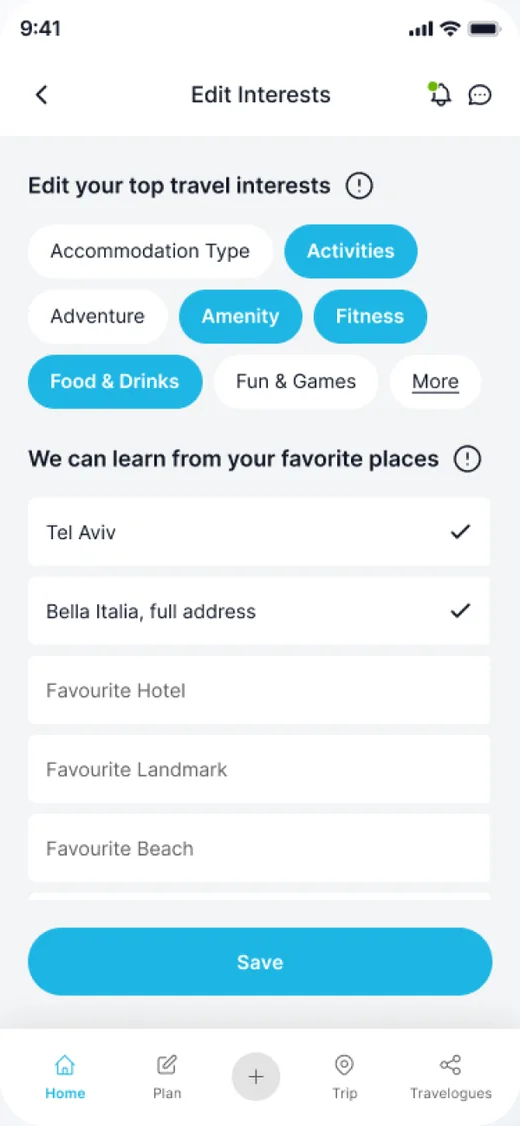 9:41
Edit Interests
Edit your top travel interests
Accommodation Type Activities
Adventure Amenity Fitness
Food & Drinks Fun & Games More
We can learn from your favorite places
Tel Aviv
Bella Italia, full address
Favourite Hotel
Favourite Landmark
Favourite Beach
Save
Home Plan Trip Travelogues